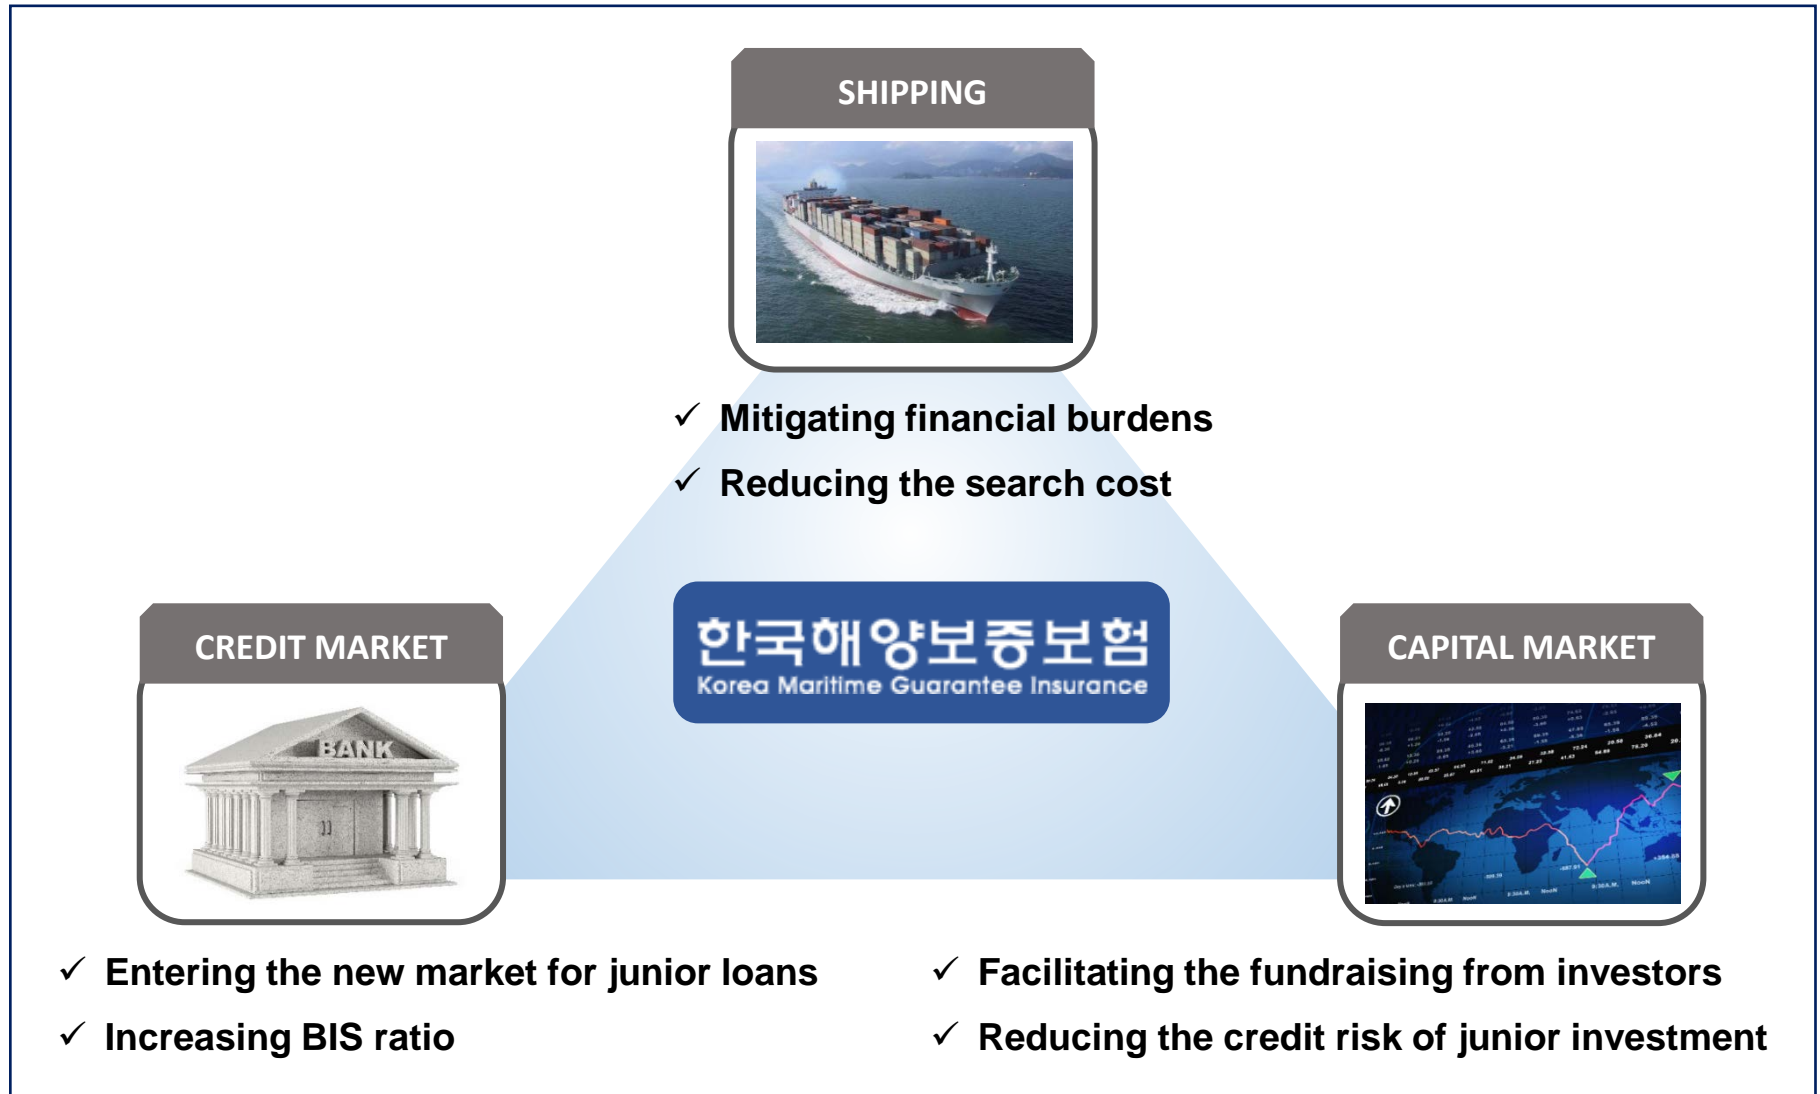 SHIPPING
✓ Mitigating financial burdens
✓ Reducing the search cost
한국해양보증보험
Korea Maritime Guarantee Insurance
CREDIT MARKET
BANK
✓ Entering the new market for junior loans
✓ Increasing BIS ratio
CAPITAL MARKET
✓ Facilitating the fundraising from investors
✓ Reducing the credit risk of junior investment